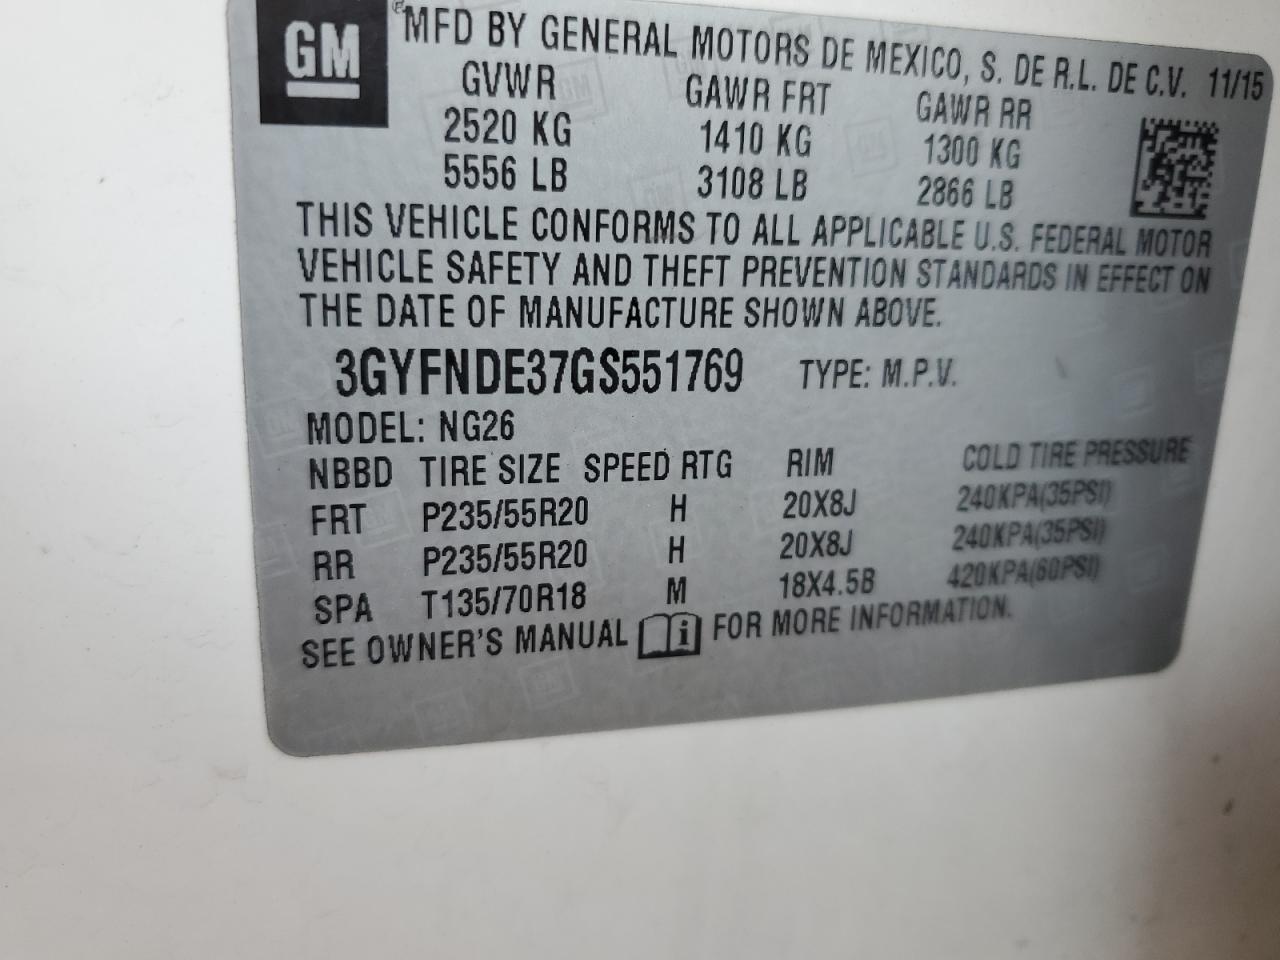 GM ® MFD BY GENERAL MOTORS DE MEXICO, S. DE R.L. DE C.V. 11/15
GVWR GAWR FRT GAWR RR
2520 KG 1410 KG 1300 KG
5556 LB 3108 LB 2866 LB
THIS VEHICLE CONFORMS TO ALL APPLICABLE U.S. FEDERAL MOTOR
VEHICLE SAFETY AND THEFT PREVENTION STANDARDS IN EFFECT ON
THE DATE OF MANUFACTURE SHOWN ABOVE.
3GYFNDE37GS551769 TYPE: M.P.V.
MODEL: NG26
NBBD TIRE SIZE SPEED RTG RIM COLD TIRE PRESSURE
FRT P235/55R20 H 20X8J 240KPA(35PSI)
RR P235/55R20 H 20X8J 240KPA(35PSI)
SPA T135/70R18 M 18X4.5B 420KPA(60PSI)
SEE OWNER'S MANUAL i FOR MORE INFORMATION.